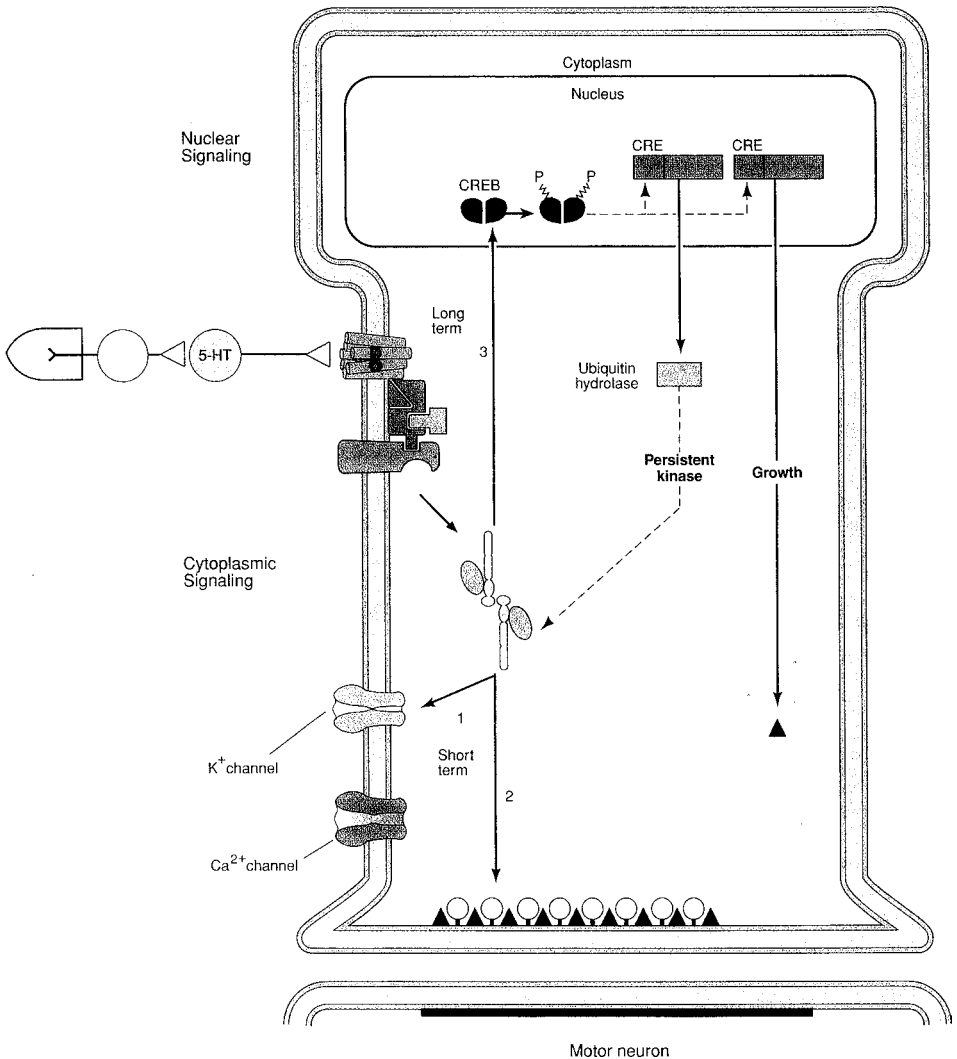 Cytoplasm
Nucleus
Nuclear
Signaling
CRE
CRE
P
P
CREB
Long
term
3
5-HT
Ubiquitin
hydrolase
Persistent
kinase
Growth
Cytoplasmic
Signaling
1
K+ channel
Short
term
2
Ca2+ channel
Motor neuron